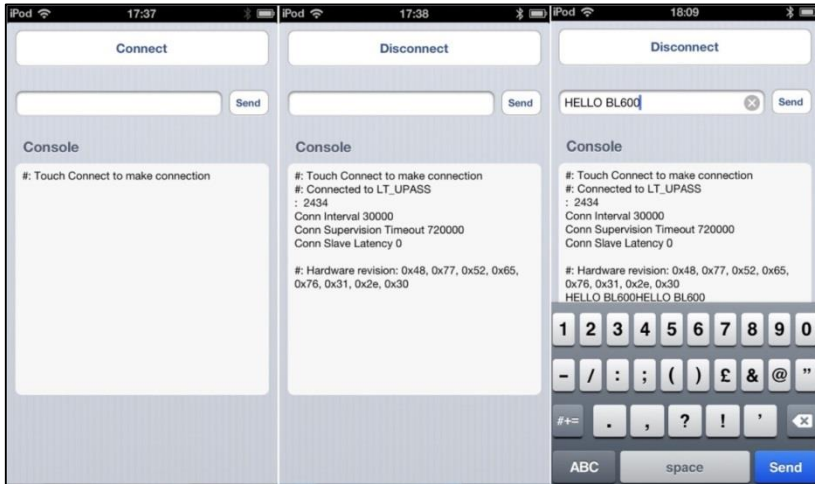 iPod 17:37
Connect
Send
Console
#: Touch Connect to make connection
iPod 17:38
Disconnect
Send
Console
#: Touch Connect to make connection
#: Connected to LT_UPASS
: 2434
Conn Interval 30000
Conn Supervision Timeout 720000
Conn Slave Latency 0
#: Hardware revision: 0x48, 0x77, 0x52, 0x65,
0x76, 0x31, 0x2e, 0x30
iPod 18:09
Disconnect
HELLO BL600 Send
Console
#: Touch Connect to make connection
#: Connected to LT_UPASS
: 2434
Conn Interval 30000
Conn Supervision Timeout 720000
Conn Slave Latency 0
#: Hardware revision: 0x48, 0x77, 0x52, 0x65,
0x76, 0x31, 0x2e, 0x30
HELLO BL600HELLO BL600
1 2 3 4 5 6 7 8 9 0
- / : ; ( ) £ & @ "
#+= . , ? ! '
ABC space Send